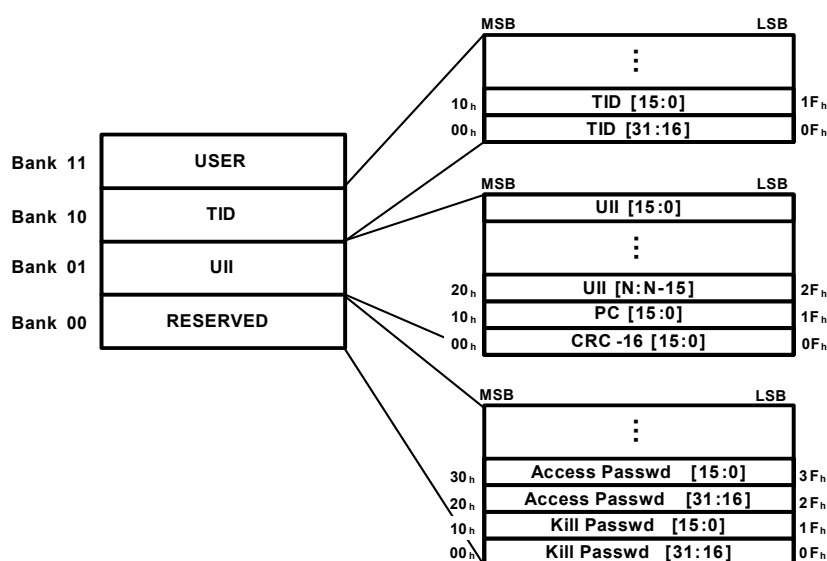 MSB LSB
⋮
10h TID [15:0] 1Fh
00h TID [31:16] 0Fh
Bank 11 USER
Bank 10 TID
Bank 01 UII
Bank 00 RESERVED
MSB LSB
UII [15:0]
⋮
20h UII [N:N-15] 2Fh
10h PC [15:0] 1Fh
00h CRC -16 [15:0] 0Fh
MSB LSB
⋮
30h Access Passwd [15:0] 3Fh
20h Access Passwd [31:16] 2Fh
10h Kill Passwd [15:0] 1Fh
00h Kill Passwd [31:16] 0Fh